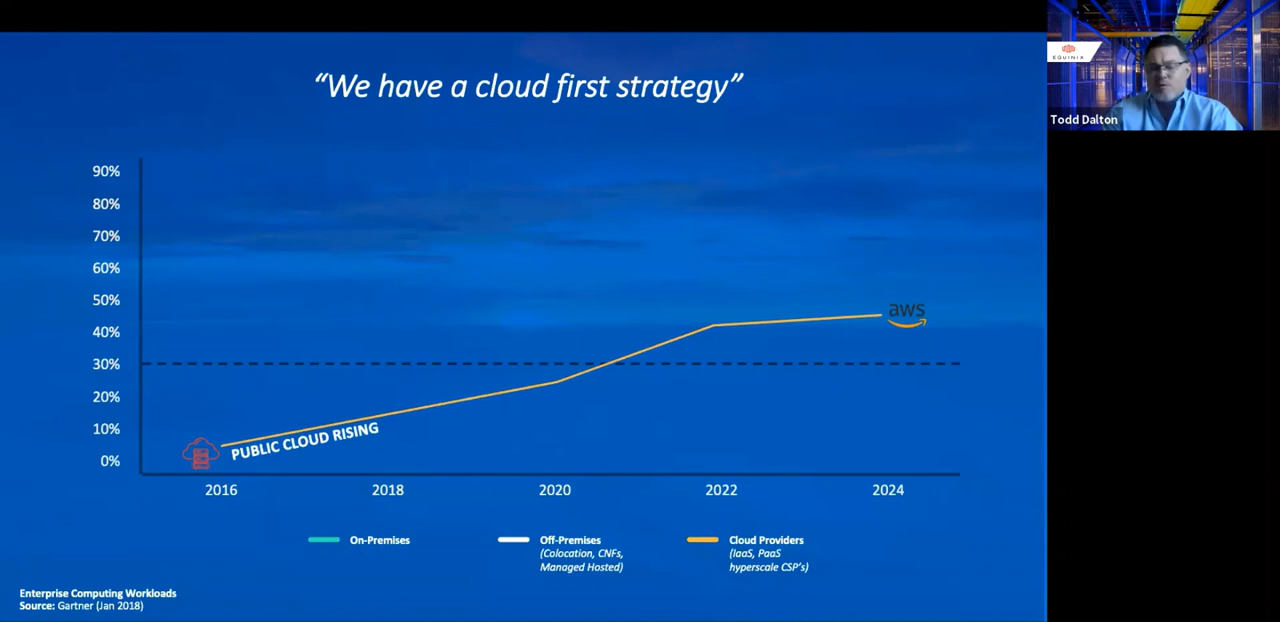 “We have a cloud first strategy”
90%
80%
70%
60%
50%
40%
30%
20%
10%
0%
aws
PUBLIC CLOUD RISING
2016
2018
2020
2022
2024
On-Premises
Off-Premises
(Colocation, CNFs,
Managed Hosted)
Cloud Providers
(IaaS, PaaS
hyperscale CSP's)
Enterprise Computing Workloads
Source: Gartner (Jan 2018)
EQUINIX
Todd Dalton